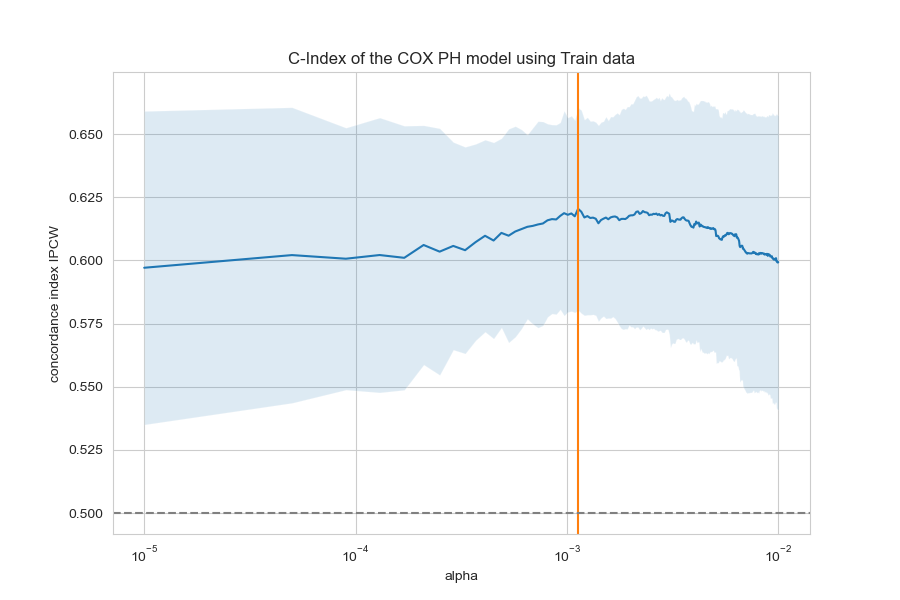 C-Index of the COX PH model using Train data
concordance index IPCW
0.650
0.625
0.600
0.575
0.550
0.525
0.500
10⁻⁵ 10⁻⁴ 10⁻³ 10⁻²
alpha